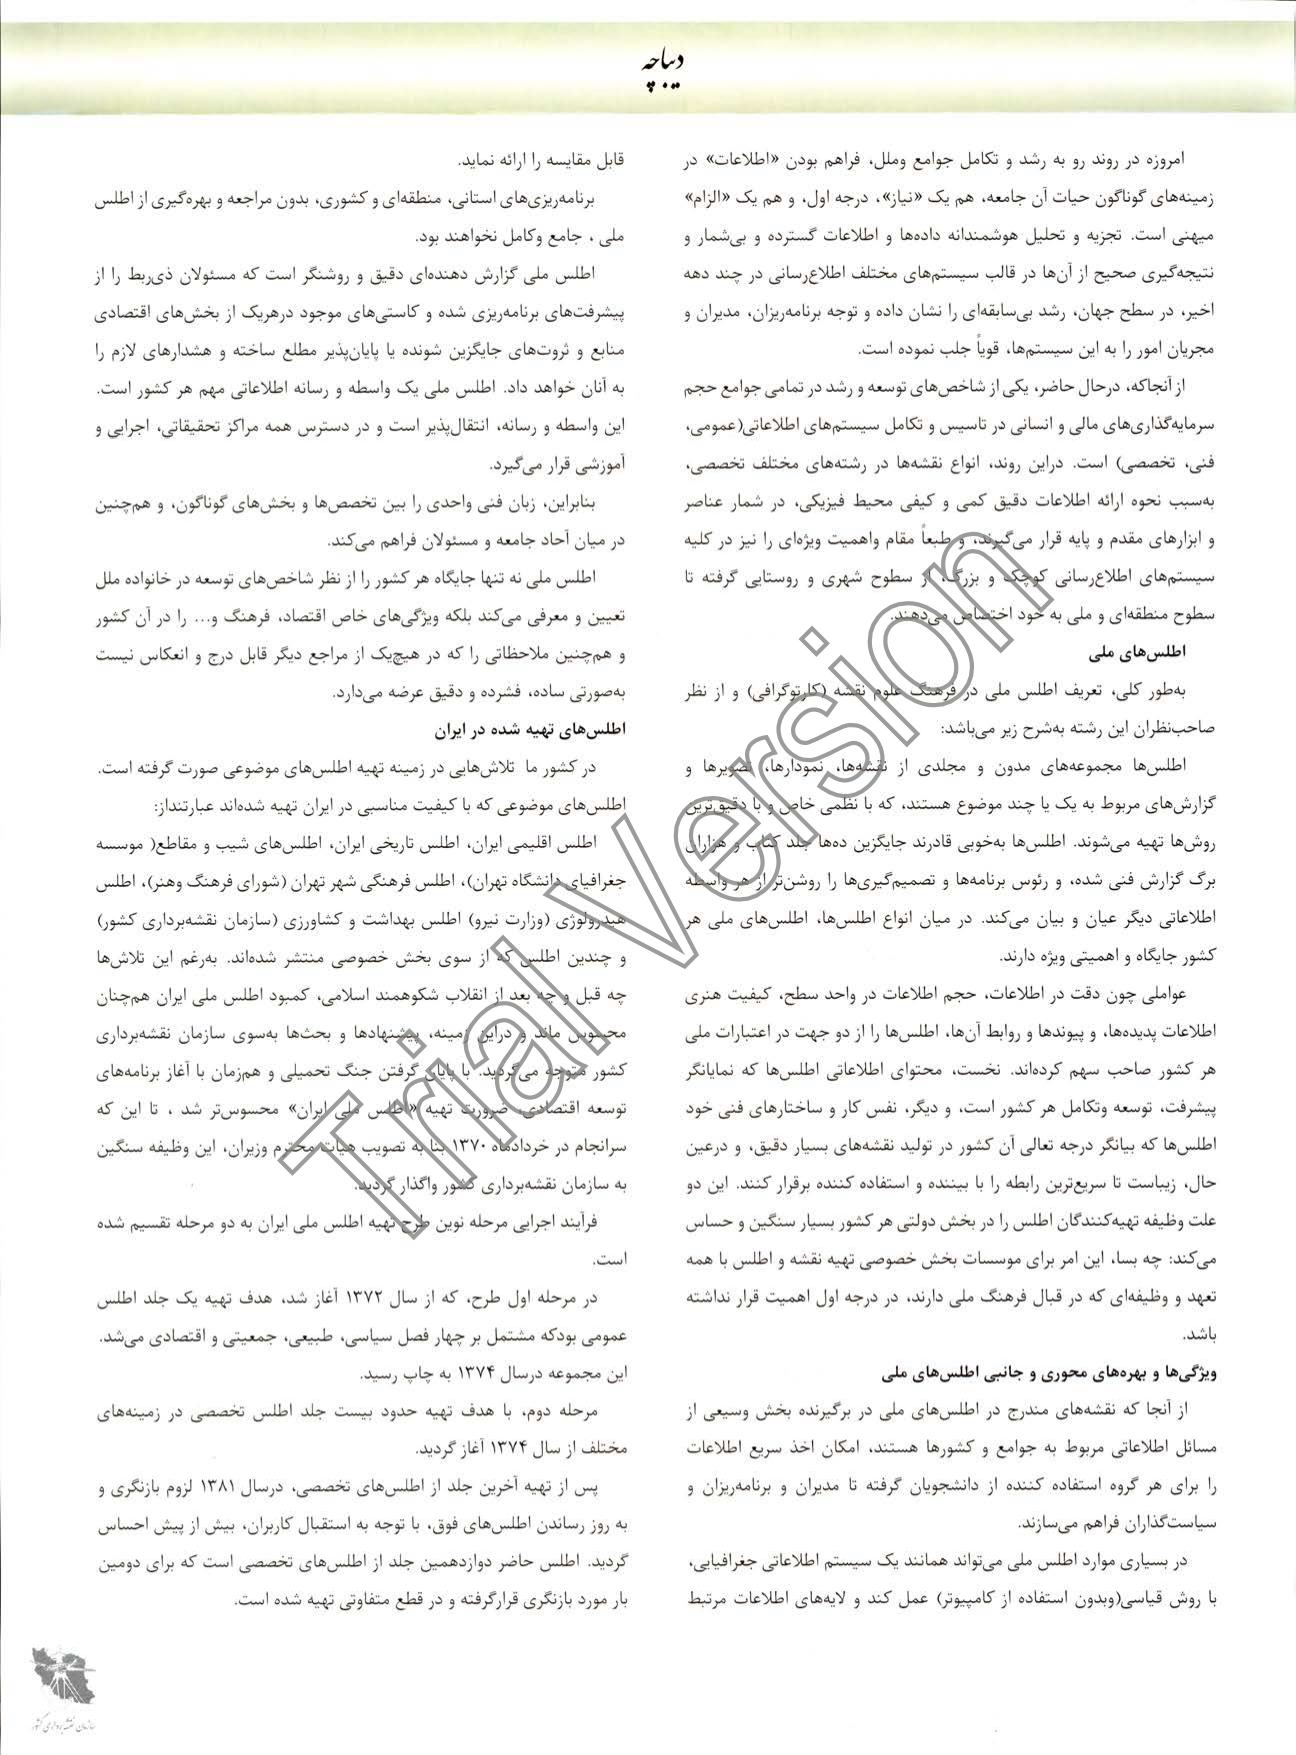 دیباچه
امروزه در روند رو به رشد و تکامل جوامع وملل، فراهم بودن «اطلاعات» در
زمینه‌های گوناگون حیات آن جامعه، هم یک «نیاز»، درجه اول، و هم یک «الزام»
میهنی است. تجزیه و تحلیل هوشمندانه داده‌ها و اطلاعات گسترده و بی‌شمار و
نتیجه‌گیری صحیح از آن‌ها در قالب سیستم‌های مختلف اطلاع‌رسانی در چند دهه
اخیر، در سطح جهان، رشد بی‌سابقه‌ای را نشان داده و توجه برنامه‌ریزان، مدیران و
مجریان امور را به این سیستم‌ها، قویاً جلب نموده است.
از آنجاکه، درحال حاضر، یکی از شاخص‌های توسعه و رشد در تمامی جوامع حجم
سرمایه‌گذاری‌های مالی و انسانی در تاسیس و تکامل سیستم‌های اطلاعاتی(عمومی،
فنی، تخصصی) است. دراین روند، انواع نقشه‌ها در رشته‌های مختلف تخصصی،
به‌سبب نحوه ارائه اطلاعات دقیق کمی و کیفی محیط فیزیکی، در شمار عناصر
و ابزارهای مقدم و پایه قرار می‌گیرند، و طبعاً مقام واهمیت ویژه‌ای را نیز در کلیه
سیستم‌های اطلاع‌رسانی کوچک و بزرگ، از سطوح شهری و روستایی گرفته تا
سطوح منطقه‌ای و ملی به خود اختصاص می‌دهند.
اطلس‌های ملی
به‌طور کلی، تعریف اطلس ملی در فرهنگ علوم نقشه (کارتوگرافی) و از نظر
صاحب‌نظران این رشته به‌شرح زیر می‌باشد:
اطلس‌ها مجموعه‌های مدون و مجلدی از نقشه‌ها، نمودارها، تصویرها و
گزارش‌های مربوط به یک یا چند موضوع هستند، که با نظمی خاص و با دقیق‌ترین
روش‌ها تهیه می‌شوند. اطلس‌ها به‌خوبی قادرند جایگزین ده‌ها جلد کتاب و هزاران
برگ گزارش فنی شده، و رئوس برنامه‌ها و تصمیم‌گیری‌ها را روشن‌تر از هر واسطه
اطلاعاتی دیگر عیان و بیان می‌کند. در میان انواع اطلس‌ها، اطلس‌های ملی هر
کشور جایگاه و اهمیتی ویژه دارند.
عواملی چون دقت در اطلاعات، حجم اطلاعات در واحد سطح، کیفیت هنری
اطلاعات پدیده‌ها، و پیوندها و روابط آن‌ها، اطلس‌ها را از دو جهت در اعتبارات ملی
هر کشور صاحب سهم کرده‌اند. نخست، محتوای اطلاعاتی اطلس‌ها که نمایانگر
پیشرفت، توسعه وتکامل هر کشور است، و دیگر، نفس کار و ساختارهای فنی خود
اطلس‌ها که بیانگر درجه تعالی آن کشور در تولید نقشه‌های بسیار دقیق، و درعین
حال، زیباست تا سریع‌ترین رابطه را با بیننده و استفاده کننده برقرار کنند. این دو
علت وظیفه تهیه‌کنندگان اطلس را در بخش دولتی هر کشور بسیار سنگین و حساس
می‌کند: چه بسا، این امر برای موسسات بخش خصوصی تهیه نقشه و اطلس با همه
تعهد و وظیفه‌ای که در قبال فرهنگ ملی دارند، در درجه اول اهمیت قرار نداشته
باشد.
ویژگی‌ها و بهره‌های محوری و جانبی اطلس‌های ملی
از آنجا که نقشه‌های مندرج در اطلس‌های ملی در برگیرنده بخش وسیعی از
مسائل اطلاعاتی مربوط به جوامع و کشورها هستند، امکان اخذ سریع اطلاعات
را برای هر گروه استفاده کننده از دانشجویان گرفته تا مدیران و برنامه‌ریزان و
سیاست‌گذاران فراهم می‌سازند.
در بسیاری موارد اطلس ملی می‌تواند همانند یک سیستم اطلاعاتی جغرافیایی،
با روش قیاسی(وبدون استفاده از کامپیوتر) عمل کند و لایه‌های اطلاعات مرتبط
قابل مقایسه را ارائه نماید.
برنامه‌ریزی‌های استانی، منطقه‌ای و کشوری، بدون مراجعه و بهره‌گیری از اطلس
ملی ، جامع وکامل نخواهند بود.
اطلس ملی گزارش دهنده‌ای دقیق و روشنگر است که مسئولان ذی‌ربط را از
پیشرفت‌های برنامه‌ریزی شده و کاستی‌های موجود درهریک از بخش‌های اقتصادی
منابع و ثروت‌های جایگزین شونده یا پایان‌پذیر مطلع ساخته و هشدارهای لازم را
به آنان خواهد داد. اطلس ملی یک واسطه و رسانه اطلاعاتی مهم هر کشور است.
این واسطه و رسانه، انتقال‌پذیر است و در دسترس همه مراکز تحقیقاتی، اجرایی و
آموزشی قرار می‌گیرد.
بنابراین، زبان فنی واحدی را بین تخصص‌ها و بخش‌های گوناگون، و هم‌چنین
در میان آحاد جامعه و مسئولان فراهم می‌کند.
اطلس ملی نه تنها جایگاه هر کشور را از نظر شاخص‌های توسعه در خانواده ملل
تعیین و معرفی می‌کند بلکه ویژگی‌های خاص اقتصاد، فرهنگ و... را در آن کشور
و هم‌چنین ملاحظاتی را که در هیچ‌یک از مراجع دیگر قابل درج و انعکاس نیست
به‌صورتی ساده، فشرده و دقیق عرضه می‌دارد.
اطلس‌های تهیه شده در ایران
در کشور ما تلاش‌هایی در زمینه تهیه اطلس‌های موضوعی صورت گرفته است.
اطلس‌های موضوعی که با کیفیت مناسبی در ایران تهیه شده‌اند عبارتنداز:
اطلس اقلیمی ایران، اطلس تاریخی ایران، اطلس‌های شیب و مقاطع( موسسه
جغرافیای دانشگاه تهران)، اطلس فرهنگی شهر تهران (شورای فرهنگ وهنر)، اطلس
هیدرولوژی (وزارت نیرو) اطلس بهداشت و کشاورزی (سازمان نقشه‌برداری کشور)
و چندین اطلس که از سوی بخش خصوصی منتشر شده‌اند. به‌رغم این تلاش‌ها
چه قبل و چه بعد از انقلاب شکوهمند اسلامی، کمبود اطلس ملی ایران هم‌چنان
محسوس ماند و دراین زمینه، پیشنهادها و بحث‌ها به‌سوی سازمان نقشه‌برداری
کشور متوجه می‌گردید. با پایان گرفتن جنگ تحمیلی و هم‌زمان با آغاز برنامه‌های
توسعه اقتصادی، ضرورت تهیه «اطلس ملی ایران» محسوس‌تر شد ، تا این که
سرانجام در خردادماه ۱۳۷۰ بنا به تصویب هیات محترم وزیران، این وظیفه سنگین
به سازمان نقشه‌برداری کشور واگذار گردید.
فرآیند اجرایی مرحله نوین طرح تهیه اطلس ملی ایران به دو مرحله تقسیم شده
است.
در مرحله اول طرح، که از سال ۱۳۷۲ آغاز شد، هدف تهیه یک جلد اطلس
عمومی بودکه مشتمل بر چهار فصل سیاسی، طبیعی، جمعیتی و اقتصادی می‌شد.
این مجموعه درسال ۱۳۷۴ به چاپ رسید.
مرحله دوم، با هدف تهیه حدود بیست جلد اطلس تخصصی در زمینه‌های
مختلف از سال ۱۳۷۴ آغاز گردید.
پس از تهیه آخرین جلد از اطلس‌های تخصصی، درسال ۱۳۸۱ لزوم بازنگری و
به روز رساندن اطلس‌های فوق، با توجه به استقبال کاربران، بیش از پیش احساس
گردید. اطلس حاضر دوازدهمین جلد از اطلس‌های تخصصی است که برای دومین
بار مورد بازنگری قرارگرفته و در قطع متفاوتی تهیه شده است.
سازمان نقشه برداری کشور
Trial Version